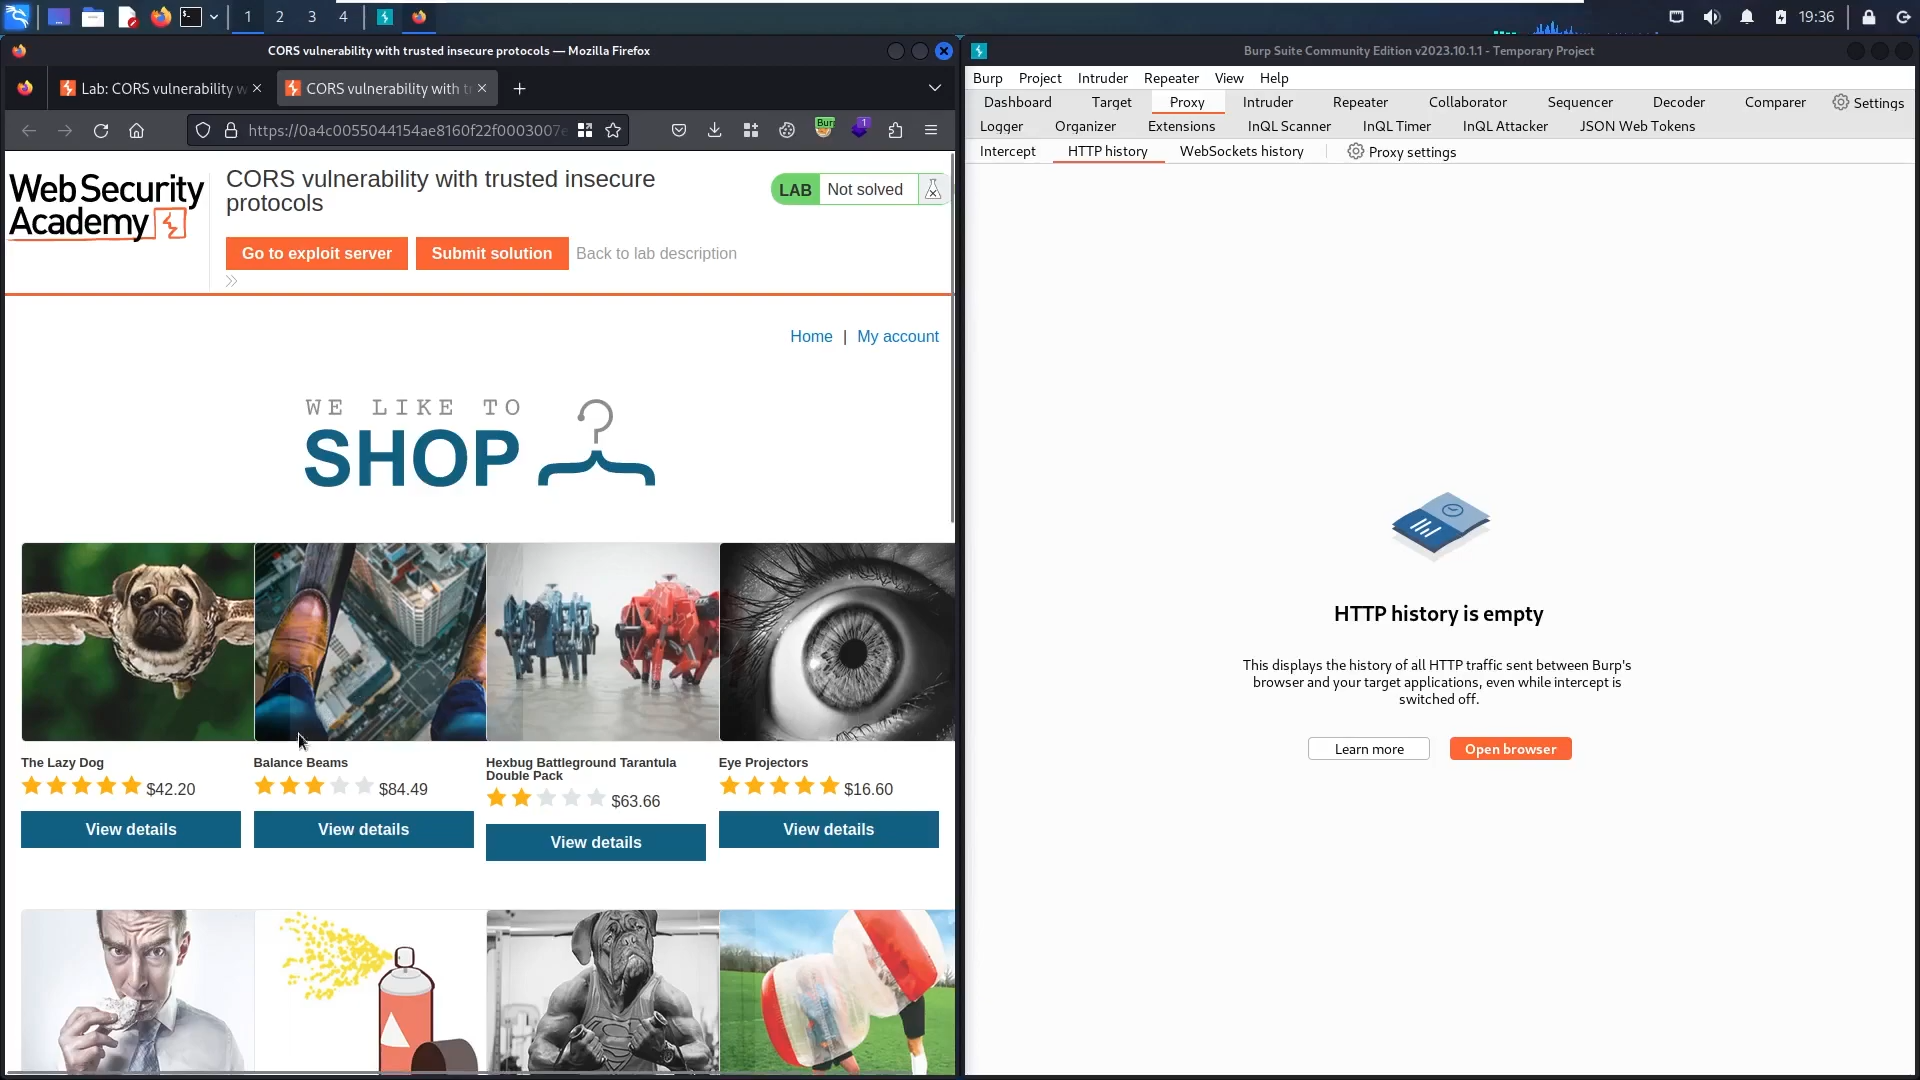 1 2 3 4 19:36
CORS vulnerability with trusted insecure protocols — Mozilla Firefox
Lab: CORS vulnerability w
CORS vulnerability with t
https://0a4c0055044154ae8160f22f0003007e
Bur
1
Web Security
Academy
CORS vulnerability with trusted insecure
protocols
LAB Not solved
Go to exploit server
Submit solution
Back to lab description
Home | My account
WE LIKE TO
SHOP
The Lazy Dog
$42.20
View details
Balance Beams
$84.49
View details
Hexbug Battleground Tarantula
Double Pack
$63.66
View details
Eye Projectors
$16.60
View details
Burp Suite Community Edition v2023.10.1.1 - Temporary Project
Burp Project Intruder Repeater View Help
Dashboard Target Proxy Intruder Repeater Collaborator Sequencer Decoder Comparer Settings
Logger Organizer Extensions InQL Scanner InQL Timer InQL Attacker JSON Web Tokens
Intercept HTTP history WebSockets history Proxy settings
HTTP history is empty
This displays the history of all HTTP traffic sent between Burp's
browser and your target applications, even while intercept is
switched off.
Learn more
Open browser